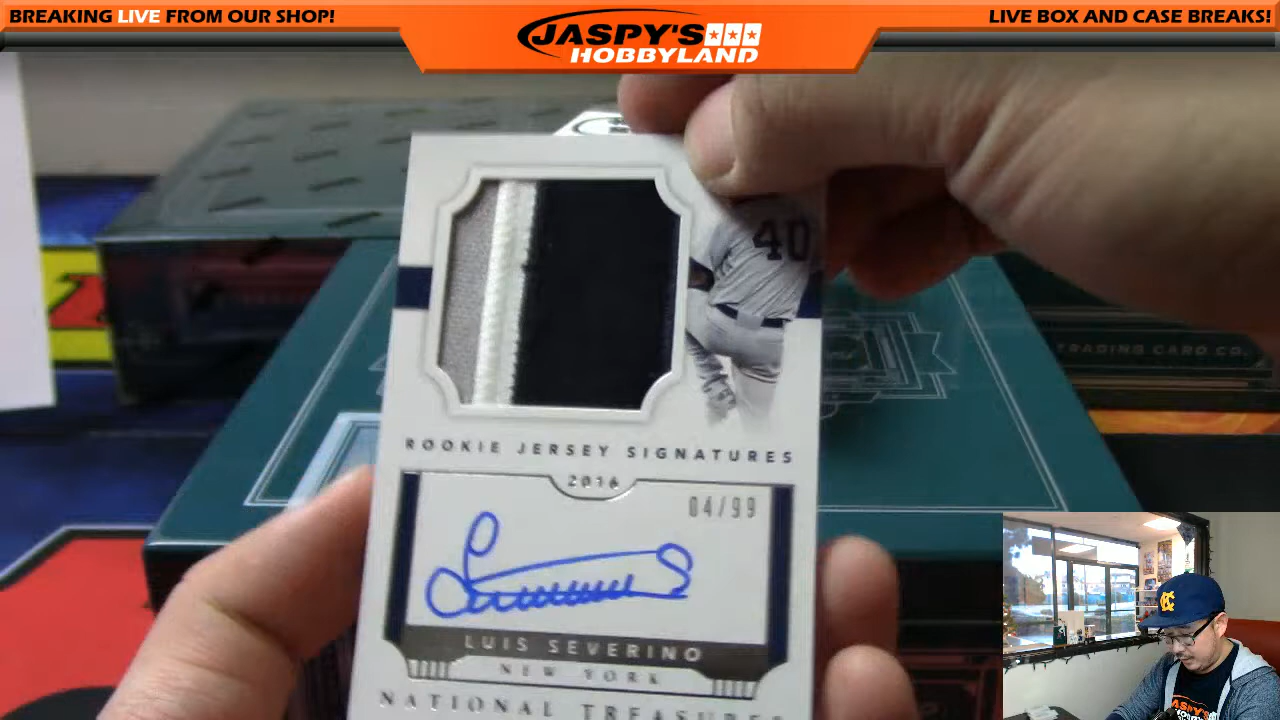 BREAKING LIVE FROM OUR SHOP!
JASPY'S
HOBBYLAND
LIVE BOX AND CASE BREAKS!
40
TRADING CARD CO.
ROOKIE JERSEY SIGNATURES
2016
04/99
LUIS SEVERINO
NEW YORK
NATIONAL TREASURES
JASPY'S